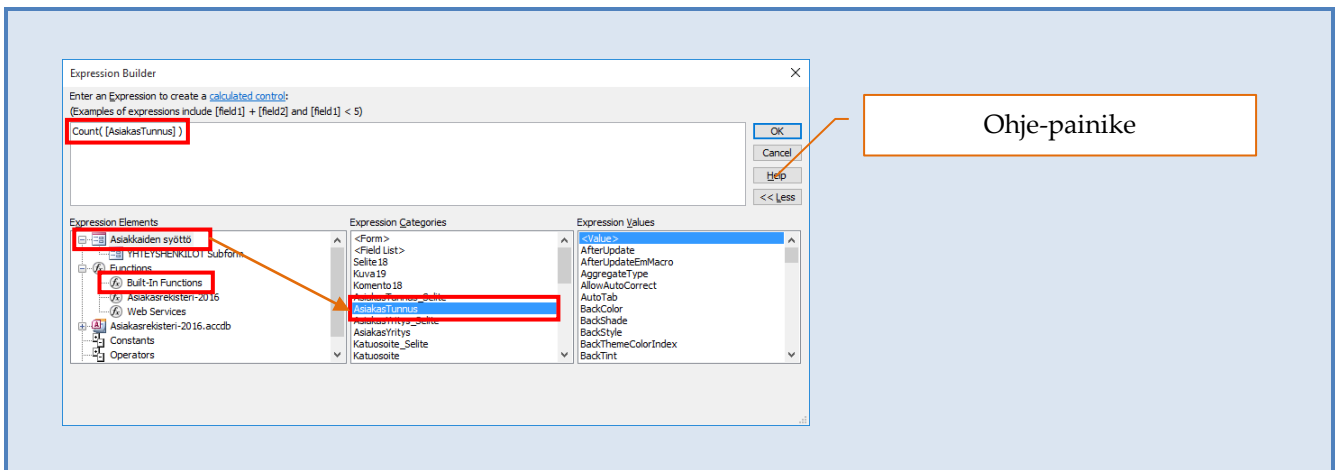 Expression Builder
Enter an Expression to create a calculated control:
(Examples of expressions include [field1] + [field2] and [field1] < 5)
Count( [AsiakasTunnus] )
OK
Cancel
Help
<< Less
Ohje-painike
Expression Elements
Asiakkaiden syöttö
YHTEYSHENKILÖT Subform
Functions
Built-In Functions
Asiakasrekisteri-2016
Web Services
Asiakasrekisteri-2016.accdb
Constants
Operators
Expression Categories
<Form>
<Field List>
Selite18
Kuva19
Komento18
AsiakasTunnus_Selite
AsiakasTunnus
AsiakasYritys_Selite
AsiakasYritys
Katuosoite_Selite
Katuosoite
Expression Values
<Value>
AfterUpdate
AfterUpdateEmMacro
AggregateType
AllowAutoCorrect
AutoTab
BackColor
BackShade
BackStyle
BackThemeColorIndex
BackTint